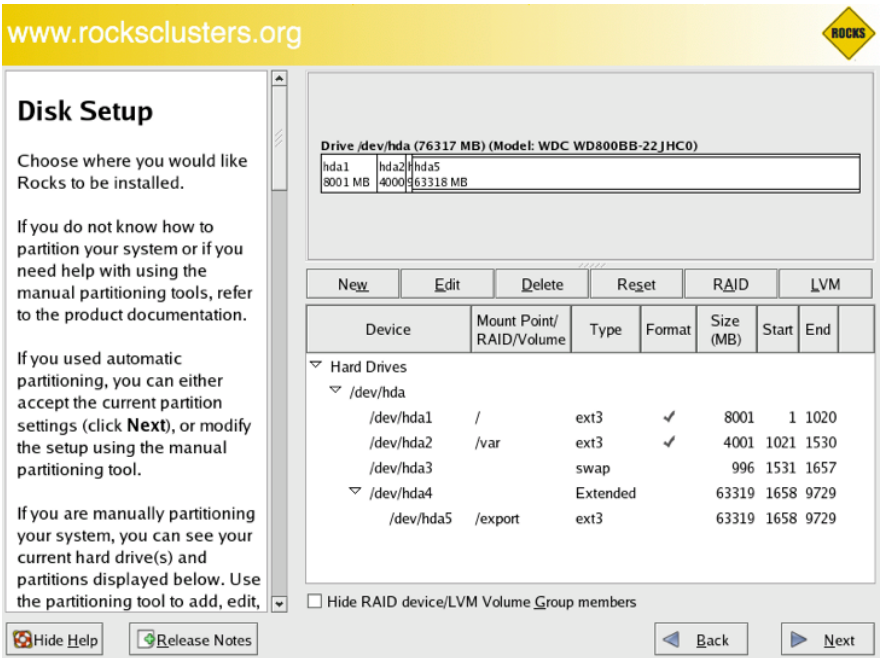 www.rocksclusters.org
ROCKS
Disk Setup
Choose where you would like
Rocks to be installed.
If you do not know how to
partition your system or if you
need help with using the
manual partitioning tools, refer
to the product documentation.
If you used automatic
partitioning, you can either
accept the current partition
settings (click Next), or modify
the setup using the manual
partitioning tool.
If you are manually partitioning
your system, you can see your
current hard drive(s) and
partitions displayed below. Use
the partitioning tool to add, edit,
Drive /dev/hda (76317 MB) (Model: WDC WD800BB-22JHC0)
hda1 hda2 h hda5
8001 MB 4000 9 63318 MB
New Edit Delete Reset RAID LVM
Device Mount Point/ RAID/Volume Type Format Size (MB) Start End
Hard Drives
/dev/hda
/dev/hda1 / ext3 8001 1 1020
/dev/hda2 /var ext3 4001 1021 1530
/dev/hda3 swap 996 1531 1657
/dev/hda4 Extended 63319 1658 9729
/dev/hda5 /export ext3 63319 1658 9729
Hide RAID device/LVM Volume Group members
Hide Help Release Notes Back Next